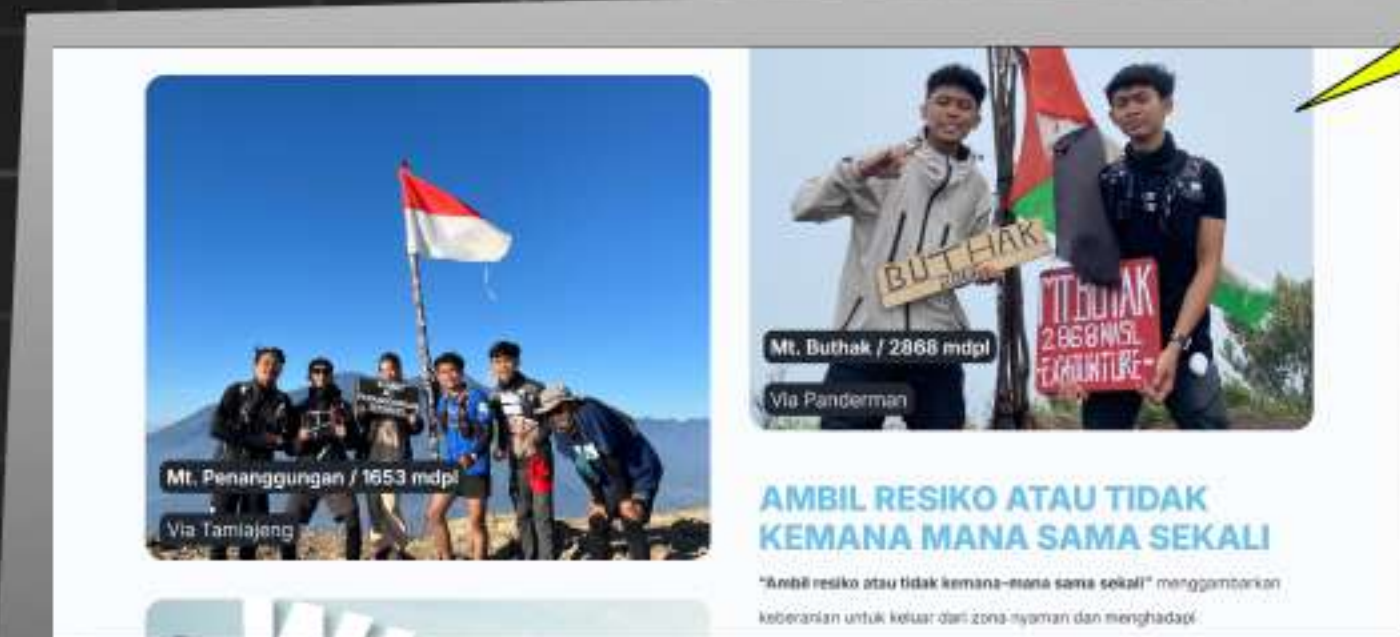 Mt. Penanggungan / 1653 mdpl
Via Tamiajeng
BUTHAK
MT.BUTAK
2868 MASL
Mt. Buthak / 2868 mdpl
Via Panderman
AMBIL RESIKO ATAU TIDAK
KEMANA MANA SAMA SEKALI
"Ambil resiko atau tidak kemana-mana sama sekali" menggambarkan
keberanian untuk keluar dari zona nyaman dan menghadapi